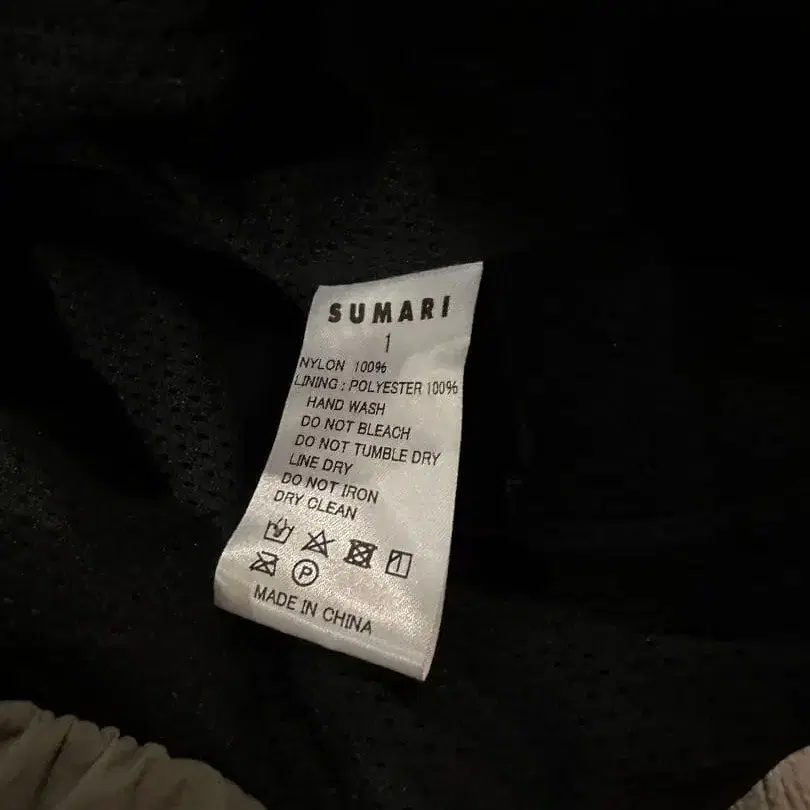 SUMARI
1
NYLON 100%
LINING : POLYESTER 100%
HAND WASH
DO NOT BLEACH
DO NOT TUMBLE DRY
LINE DRY
DO NOT IRON
DRY CLEAN
P
MADE IN CHINA